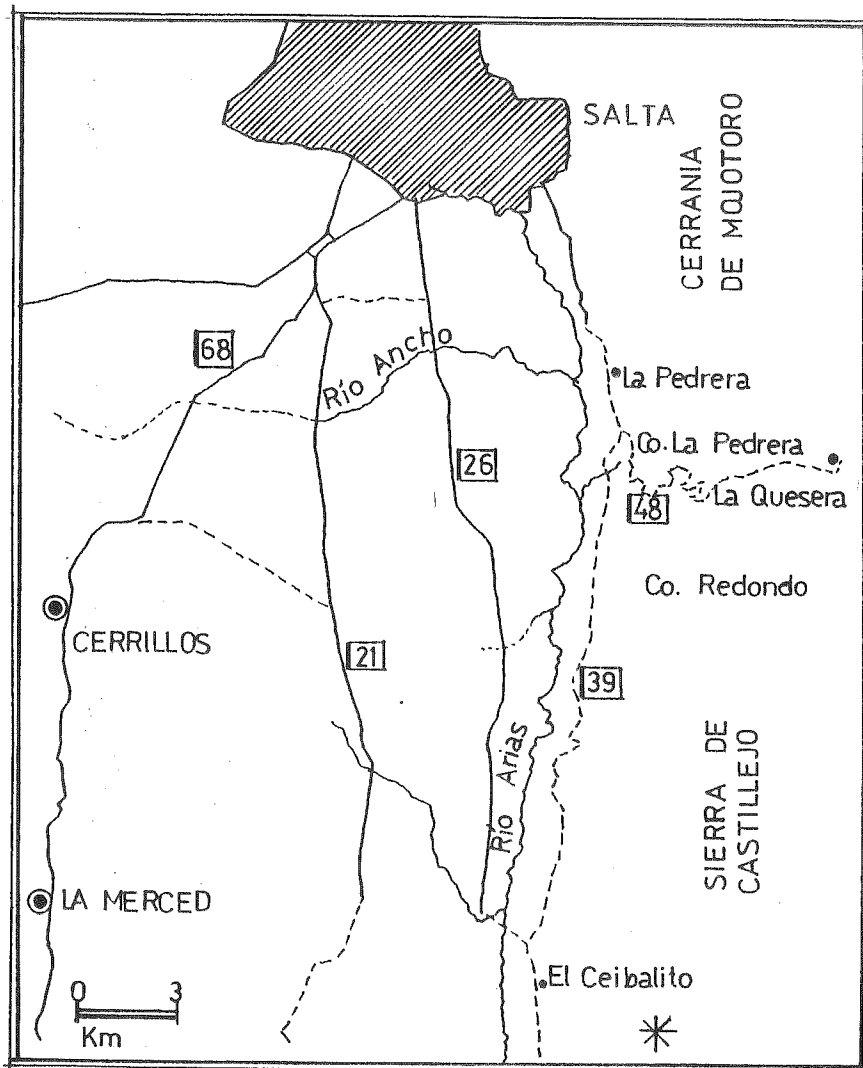 SALTA
CERRANIA
DE MOJOTORO
68
Río Ancho
La Pedrera
Co. La Pedrera
26
48
La Quesera
Co. Redondo
CERRILLOS
21
39
Río Arias
SIERRA DE
CASTILLEJO
LA MERCED
El Ceibalito
0 3
Km